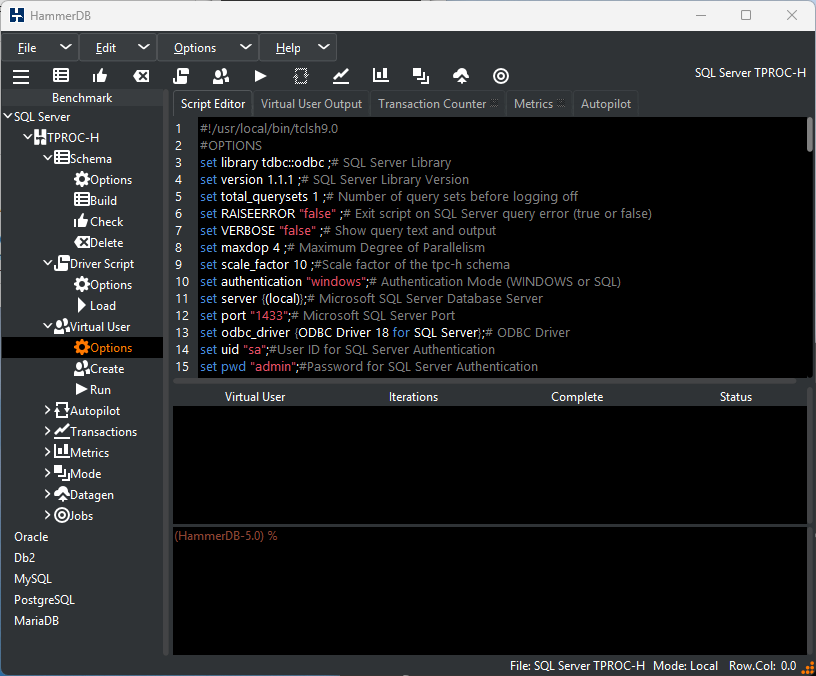 HammerDB
File Edit Options Help
SQL Server TPROC-H
Benchmark
SQL Server
TPROC-H
Schema
Options
Build
Check
Delete
Driver Script
Options
Load
Virtual User
Options
Create
Run
Autopilot
Transactions
Metrics
Mode
Datagen
Jobs
Oracle
Db2
MySQL
PostgreSQL
MariaDB
Script Editor Virtual User Output Transaction Counter Metrics Autopilot
1 #!/usr/local/bin/tclsh9.0
2 #OPTIONS
3 set library tdbc::odbc ;# SQL Server Library
4 set version 1.1.1 ;# SQL Server Library Version
5 set total_querysets 1 ;# Number of query sets before logging off
6 set RAISEERROR "false" ;# Exit script on SQL Server query error (true or false)
7 set VERBOSE "false" ;# Show query text and output
8 set maxdop 4 ;# Maximum Degree of Parallelism
9 set scale_factor 10 ;#Scale factor of the tpc-h schema
10 set authentication "windows";# Authentication Mode (WINDOWS or SQL)
11 set server {(local)};# Microsoft SQL Server Database Server
12 set port "1433";# Microsoft SQL Server Port
13 set odbc_driver {ODBC Driver 18 for SQL Server};# ODBC Driver
14 set uid "sa";#User ID for SQL Server Authentication
15 set pwd "admin";#Password for SQL Server Authentication
Virtual User Iterations Complete Status
(HammerDB-5.0) %
File: SQL Server TPROC-H Mode: Local Row.Col: 0.0